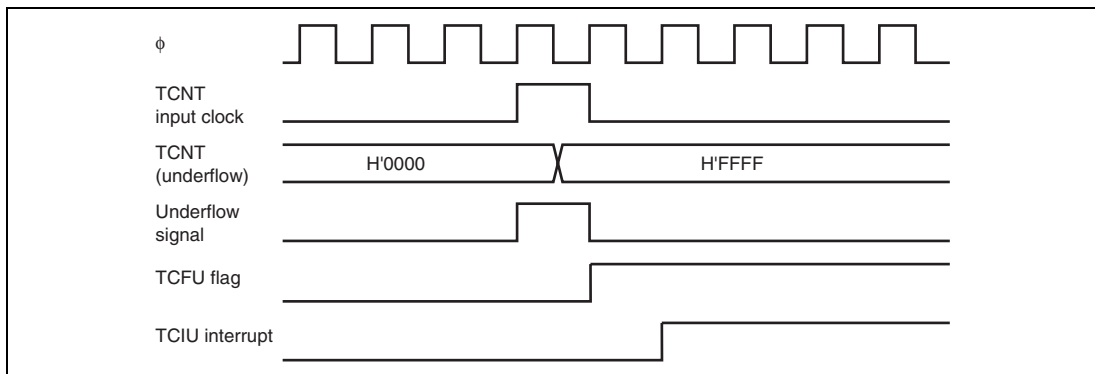 ϕ
TCNT
input clock
TCNT
(underflow)
H'0000
H'FFFF
Underflow
signal
TCFU flag
TCIU interrupt